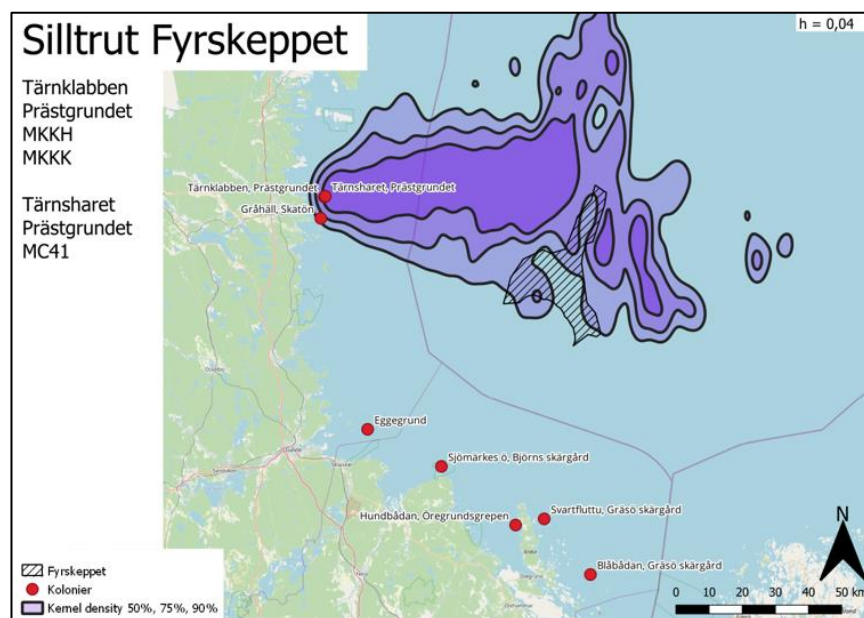 Silltrut Fyrskeppet
h = 0,04
Tärnklabben
Prästgrundet
MKKH
MKKK
Tärnsharet
Prästgrundet
MC41
Tärnklabben, Prästgrundet
Tärnsharet, Prästgrundet
Gråhäll, Skatön
Eggegrund
Sjömärkes ö, Björns skärgård
Hundbådan, Öregrundsgrepen
Svartfluttu, Gräsö skärgård
Blåbådan, Gräsö skärgård
N
Fyrskeppet
Kolonier
Kernel density 50%, 75%, 90%
0 10 20 30 40 50 km